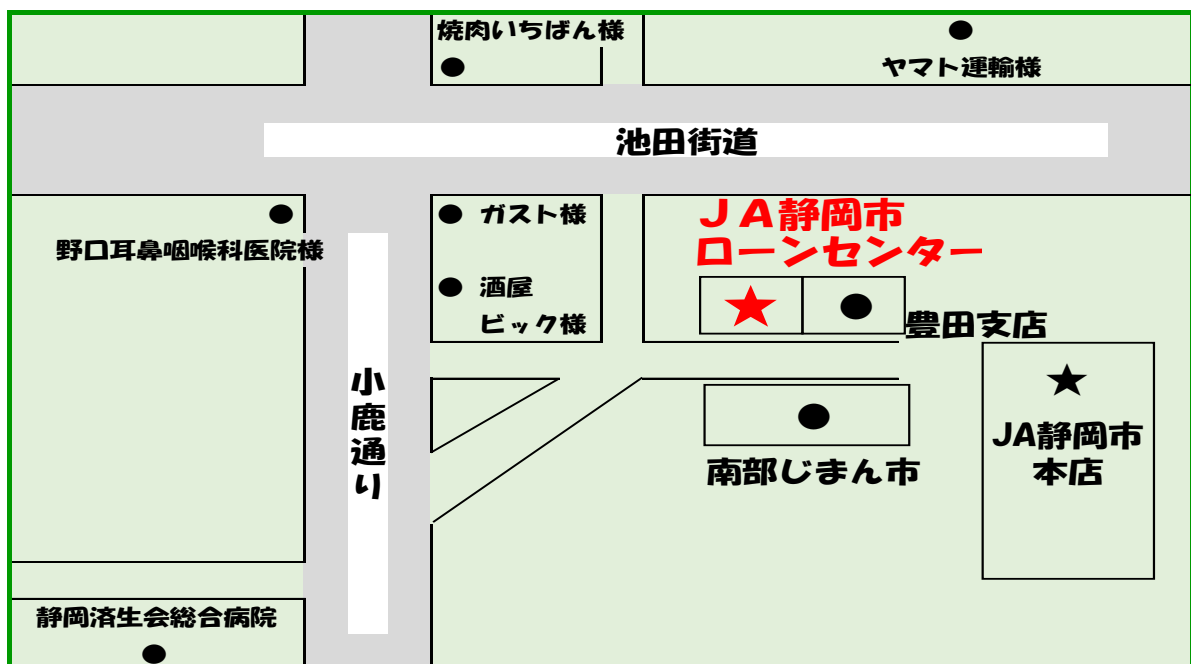 焼肉いちばん様
ヤマト運輸様
池田街道
野口耳鼻咽喉科医院様
ガスト様
酒屋
ビック様
ＪＡ静岡市
ローンセンター
豊田支店
小鹿通り
南部じまん市
JA静岡市
本店
静岡済生会総合病院